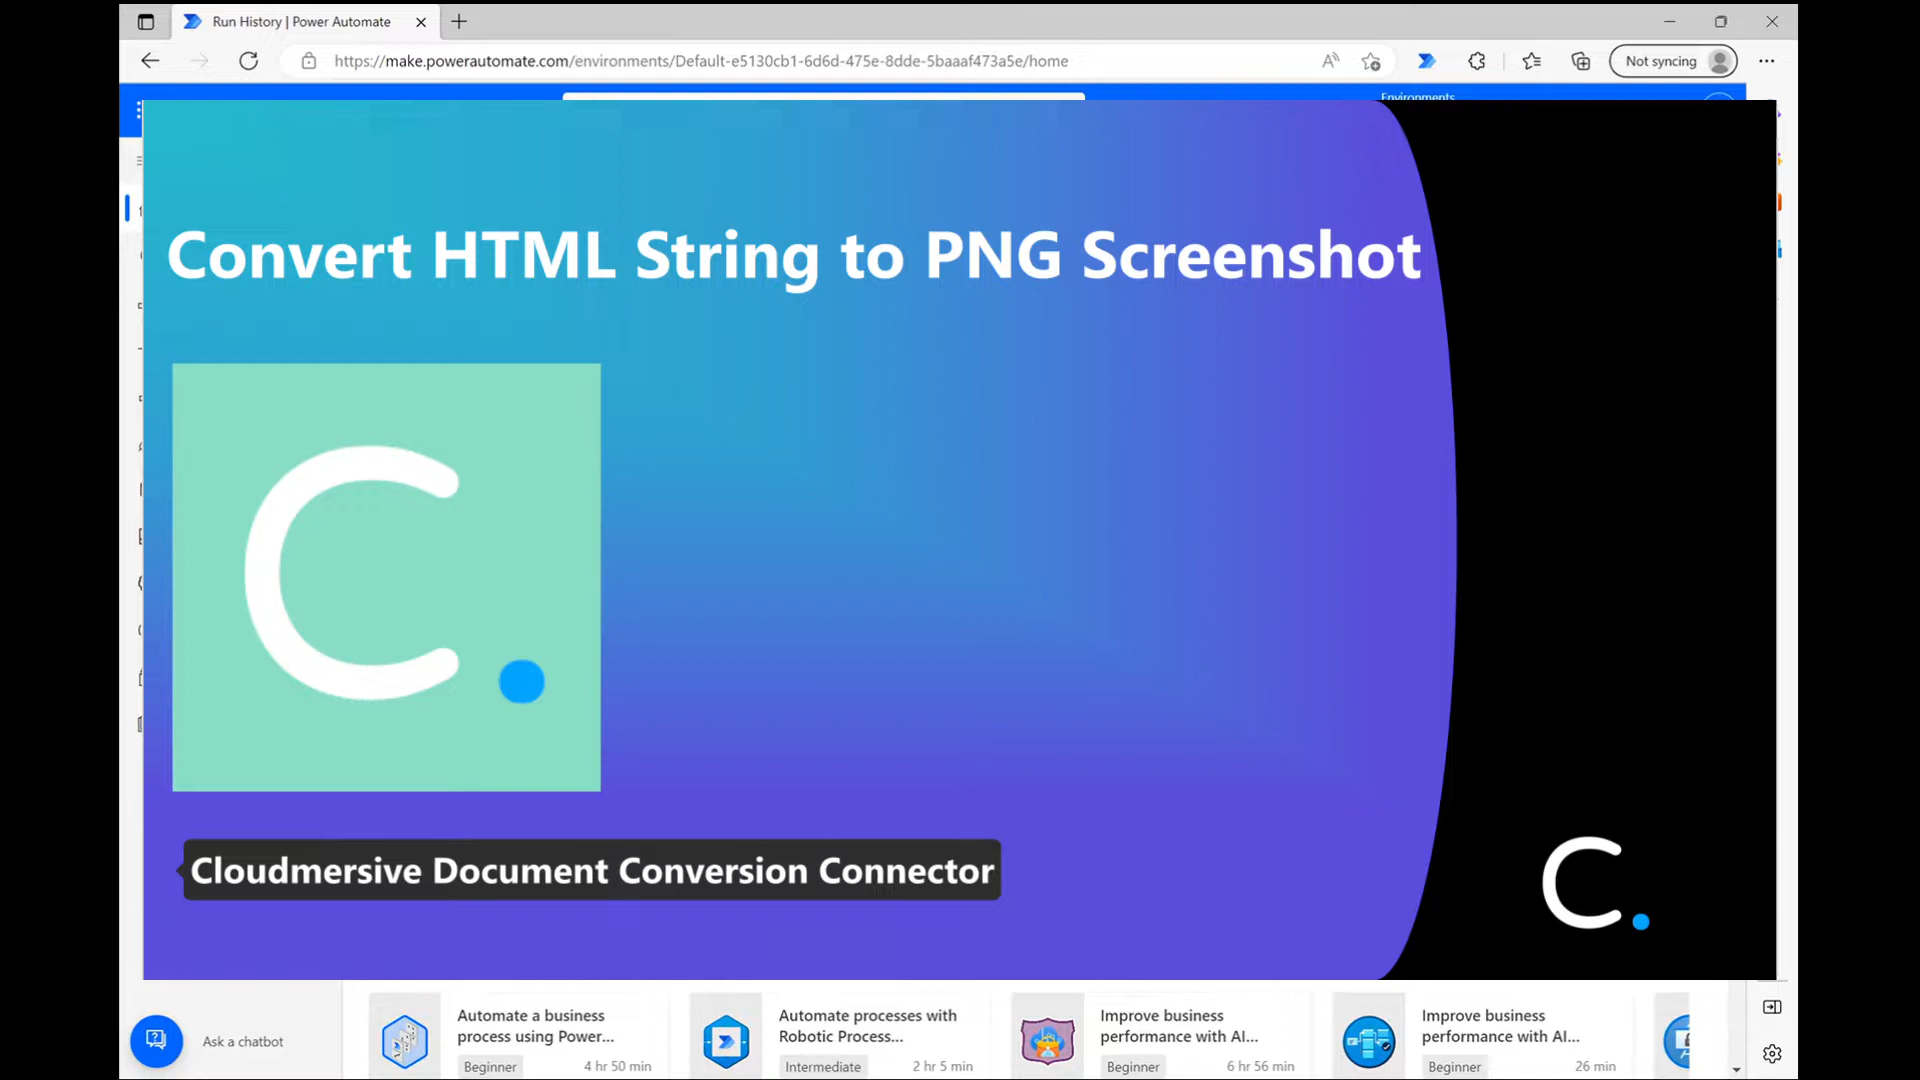 Run History | Power Automate
https://make.powerautomate.com/environments/Default-e5130cb1-6d6d-475e-8dde-5baaaf473a5e/home
Not syncing
Environments
Convert HTML String to PNG Screenshot
C.
Cloudmersive Document Conversion Connector
C.
Ask a chatbot
Automate a business
process using Power...
Beginner
4 hr 50 min
Automate processes with
Robotic Process...
Intermediate
2 hr 5 min
Improve business
performance with AI...
Beginner
6 hr 56 min
Improve business
performance with AI...
Beginner
26 min